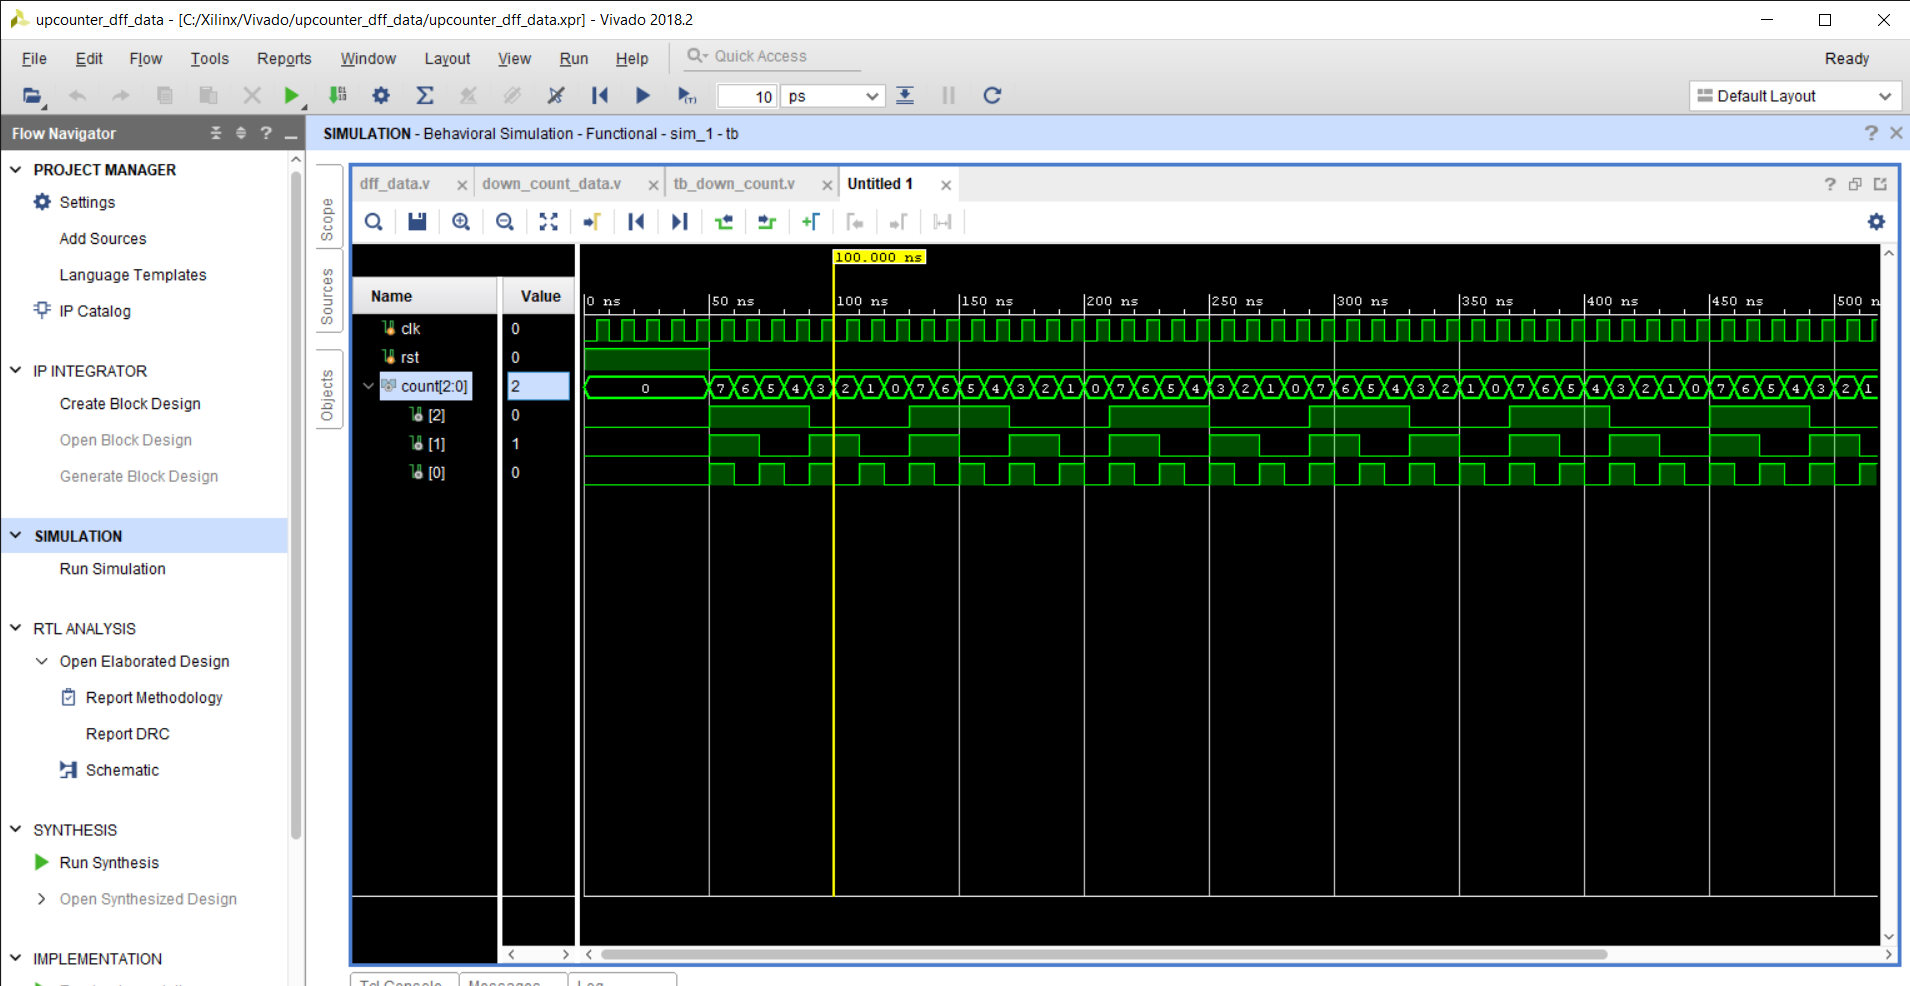 upcounter_dff_data - [C:/Xilinx/Vivado/upcounter_dff_data/upcounter_dff_data.xpr] - Vivado 2018.2
File Edit Flow Tools Reports Window Layout View Run Help Quick Access Ready
10 ps Default Layout
Flow Navigator
SIMULATION - Behavioral Simulation - Functional - sim_1 - tb
PROJECT MANAGER
Settings
Add Sources
Language Templates
IP Catalog
IP INTEGRATOR
Create Block Design
Open Block Design
Generate Block Design
SIMULATION
Run Simulation
RTL ANALYSIS
Open Elaborated Design
Report Methodology
Report DRC
Schematic
SYNTHESIS
Run Synthesis
Open Synthesized Design
IMPLEMENTATION
Scope
Sources
Objects
dff_data.v down_count_data.v tb_down_count.v Untitled 1
100.000 ns
Name Value
0 ns 50 ns 100 ns 150 ns 200 ns 250 ns 300 ns 350 ns 400 ns 450 ns 500 n
clk 0
rst 0
count[2:0] 2 0 7 6 5 4 3 2 1 0 7 6 5 4 3 2 1 0 7 6 5 4 3 2 1 0 7 6 5 4 3 2 1 0 7 6 5 4 3 2 1 0 7 6 5 4 3 2 1
[2] 0
[1] 1
[0] 0
Tcl Console Messages Log